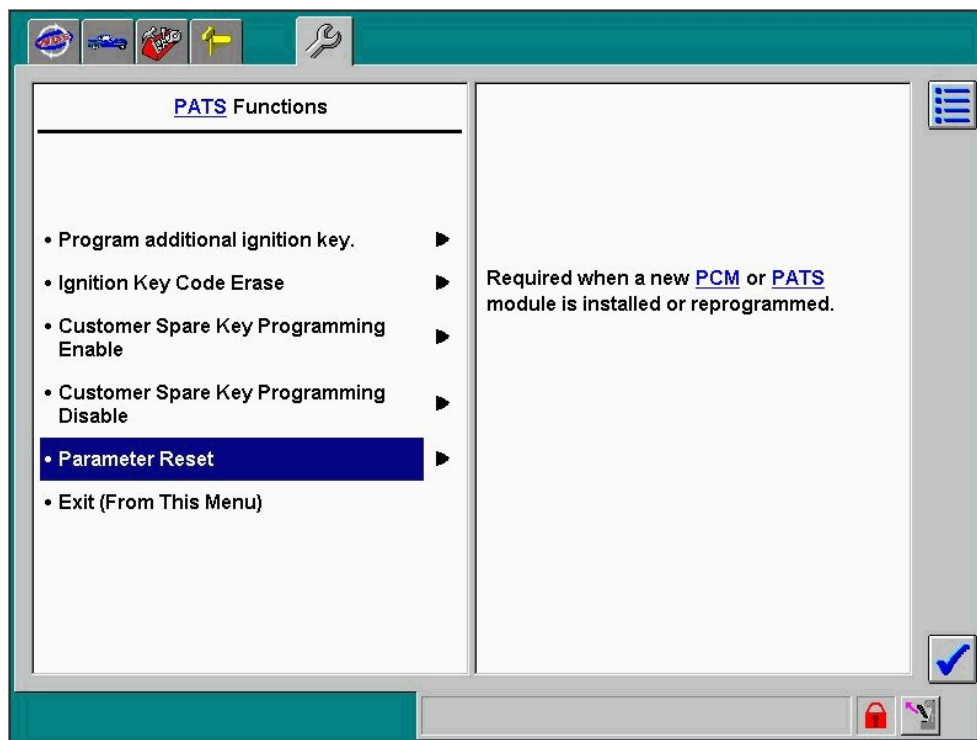 PATS Functions
• Program additional ignition key.
• Ignition Key Code Erase
• Customer Spare Key Programming
Enable
• Customer Spare Key Programming
Disable
• Parameter Reset
• Exit (From This Menu)
Required when a new PCM or PATS
module is installed or reprogrammed.